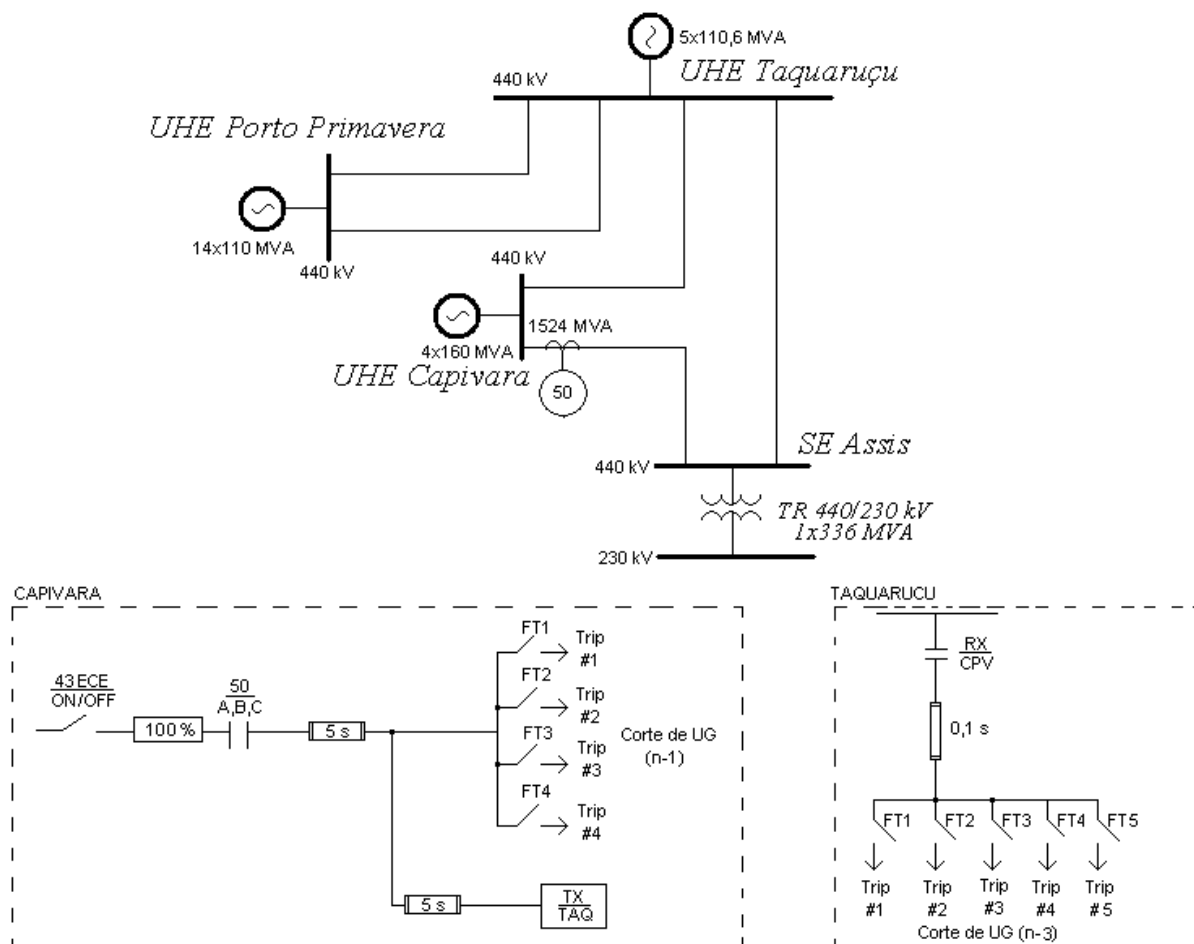 5x110,6 MVA
UHE Taquaruçu
440 kV
UHE Porto Primavera
14x110 MVA
440 kV
440 kV
1524 MVA
4x160 MVA
UHE Capivara
50
SE Assis
440 kV
TR 440/230 kV
1x336 MVA
230 kV
CAPIVARA
43ECE
ON/OFF
100%
50
A,B,C
5 s
FT1
Trip
#1
FT2
Trip
#2
FT3
Trip
#3
FT4
Trip
#4
Corte de UG
(n-1)
5 s
TX
TAQ
TAQUARUCU
RX
CPV
0,1 s
FT1
FT2
FT3
FT4
FT5
Trip
#1
Trip
#2
Trip
#3
Trip
#4
Trip
#5
Corte de UG (n-3)